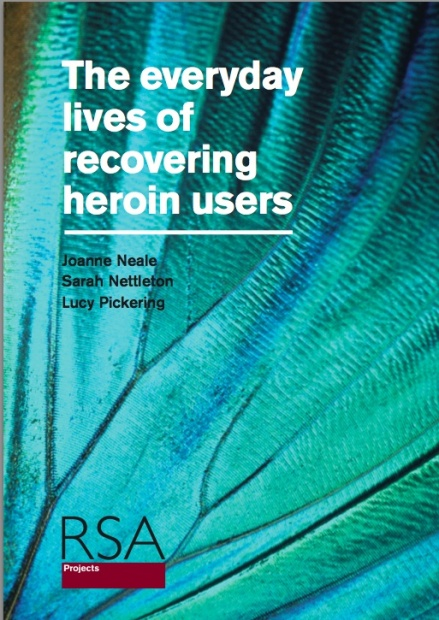 The everyday
lives of
recovering
heroin users
Joanne Neale
Sarah Nettleton
Lucy Pickering
RSA
Projects